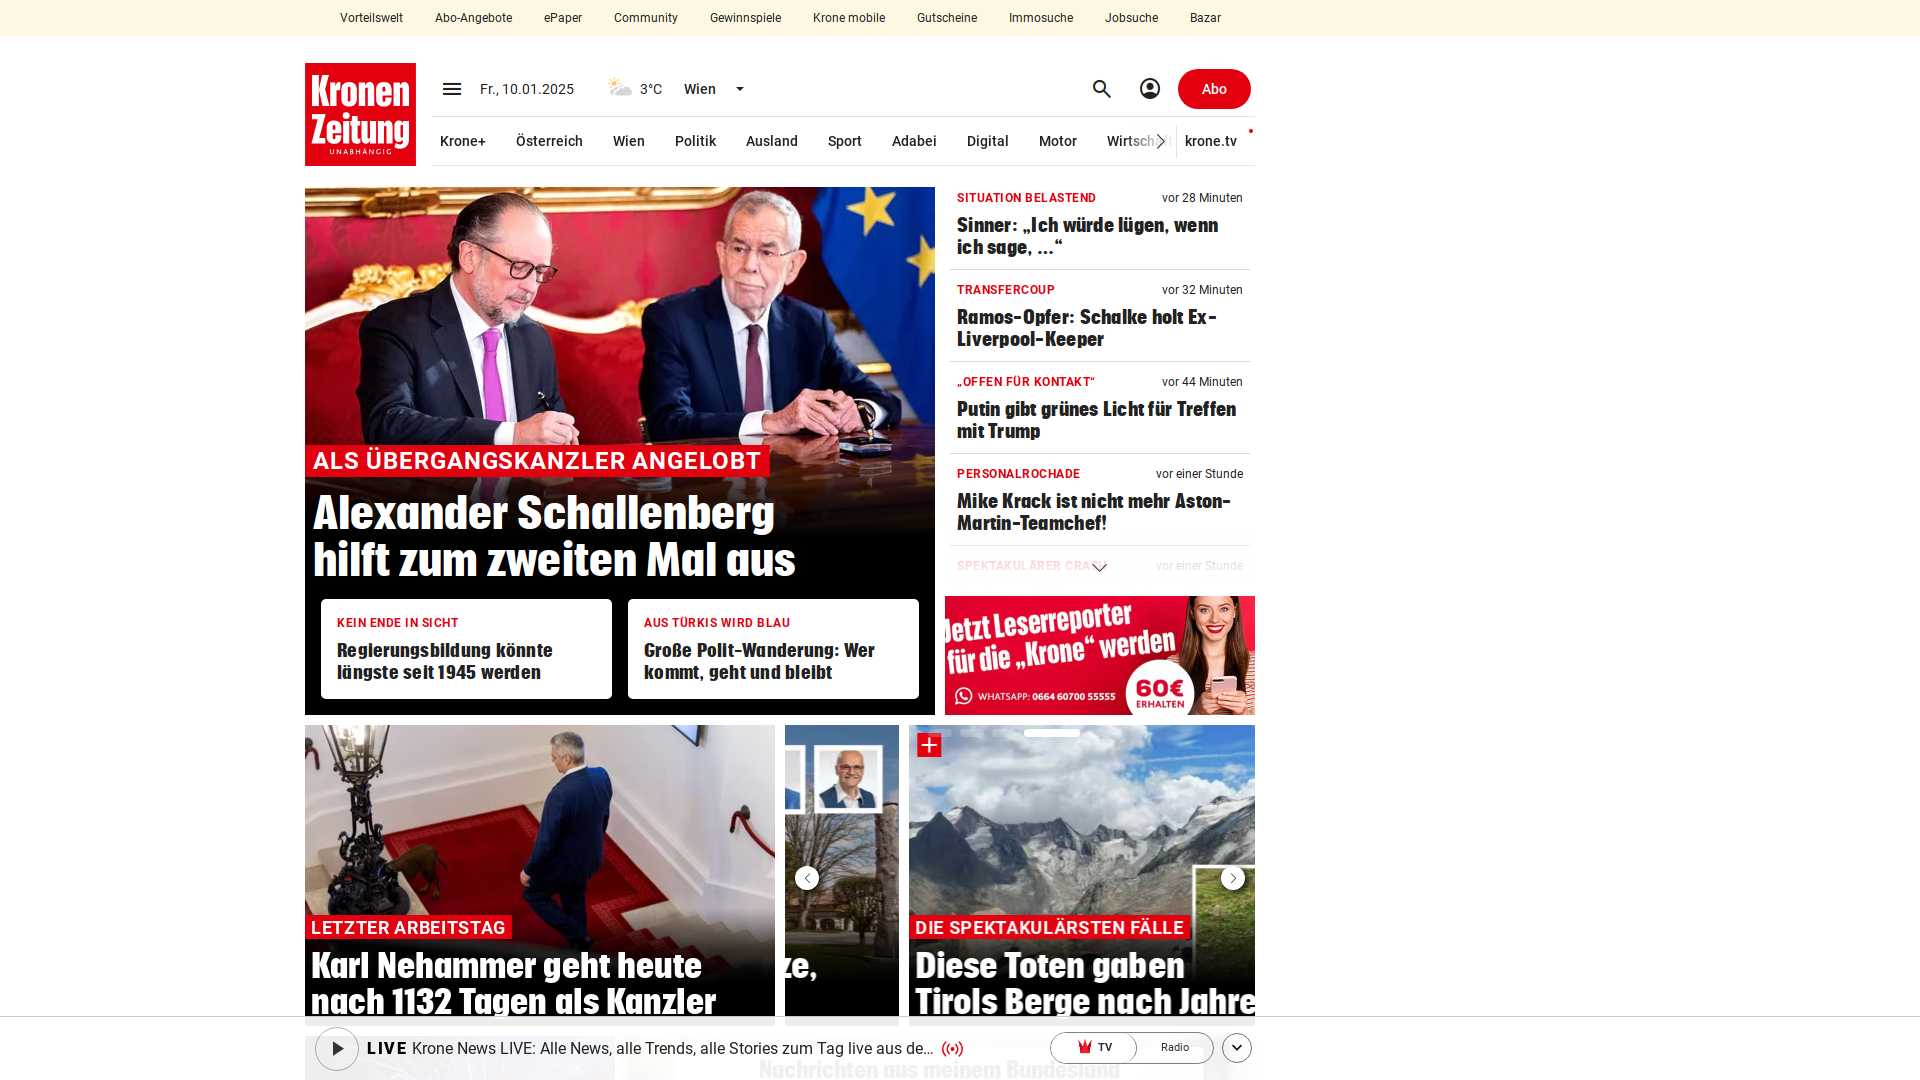 Vorteilswelt Abo-Angebote ePaper Community Gewinnspiele Krone mobile Gutscheine Immosuche Jobsuche Bazar
Kronen
Zeitung
UNABHÄNGIG
Fr., 10.01.2025 3°C Wien Abo
Krone+ Österreich Wien Politik Ausland Sport Adabei Digital Motor Wirtschaft krone.tv
ALS ÜBERGANGSKANZLER ANGELOBT
Alexander Schallenberg
hilft zum zweiten Mal aus
KEIN ENDE IN SICHT
Regierungsbildung könnte
längste seit 1945 werden
AUS TÜRKIS WIRD BLAU
Große Polit-Wanderung: Wer
kommt, geht und bleibt
SITUATION BELASTEND vor 28 Minuten
Sinner: „Ich würde lügen, wenn
ich sage, ...“
TRANSFERCOUP vor 32 Minuten
Ramos-Opfer: Schalke holt Ex-
Liverpool-Keeper
„OFFEN FÜR KONTAKT“ vor 44 Minuten
Putin gibt grünes Licht für Treffen
mit Trump
PERSONALROCHADE vor einer Stunde
Mike Krack ist nicht mehr Aston-
Martin-Teamchef!
SPEKTAKULÄRER CRASH vor einer Stunde
Jetzt Leserreporter
für die „Krone“ werden
WHATSAPP: 0664 60700 55555
60€
ERHALTEN
LETZTER ARBEITSTAG
Karl Nehammer geht heute
nach 1132 Tagen als Kanzler
ze,
DIE SPEKTAKULÄRSTEN FÄLLE
Diese Toten gaben
Tirols Berge nach Jahre
LIVE Krone News LIVE: Alle News, alle Trends, alle Stories zum Tag live aus de... TV Radio
Nachrichten aus meinem Bundesland